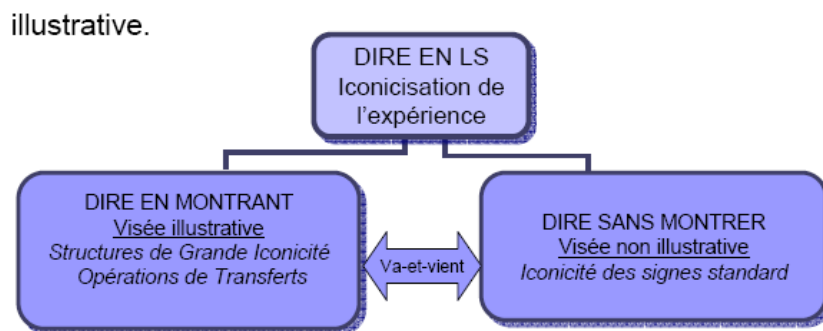 illustrative.
DIRE EN LS
Iconicisation de
l'expérience
DIRE EN MONTRANT
Visée illustrative
Structures de Grande Iconicité
Opérations de Transferts
Va-et-vient
DIRE SANS MONTRER
Visée non illustrative
Iconicité des signes standard